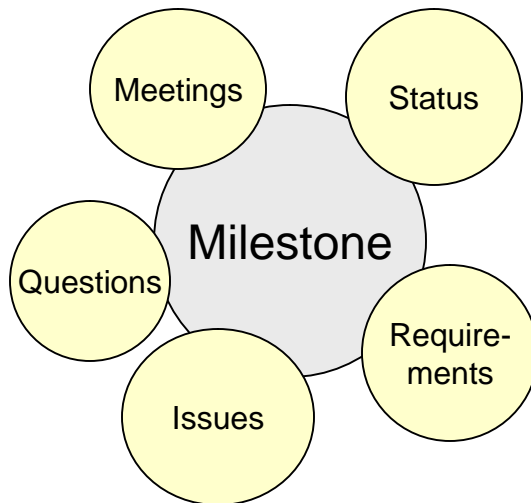 Meetings
Status
Milestone
Questions
Require-
ments
Issues